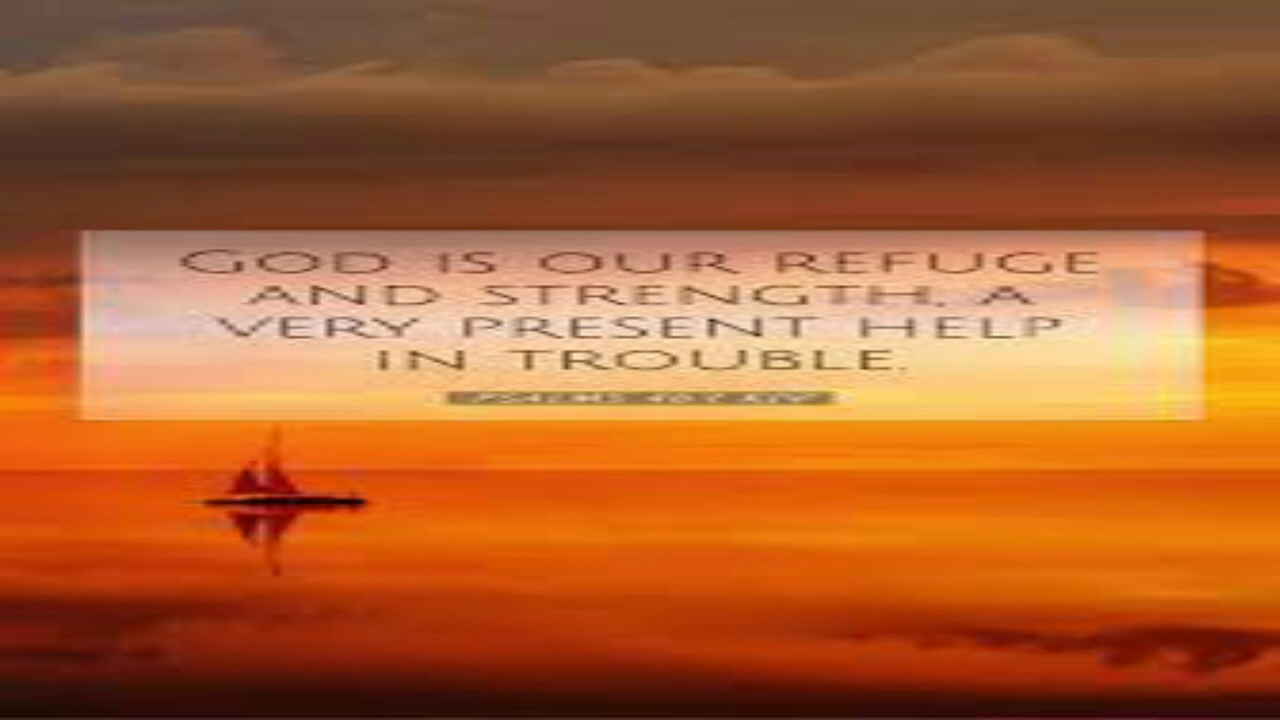 GOD IS OUR REFUGE
AND STRENGTH, A
VERY PRESENT HELP
IN TROUBLE.